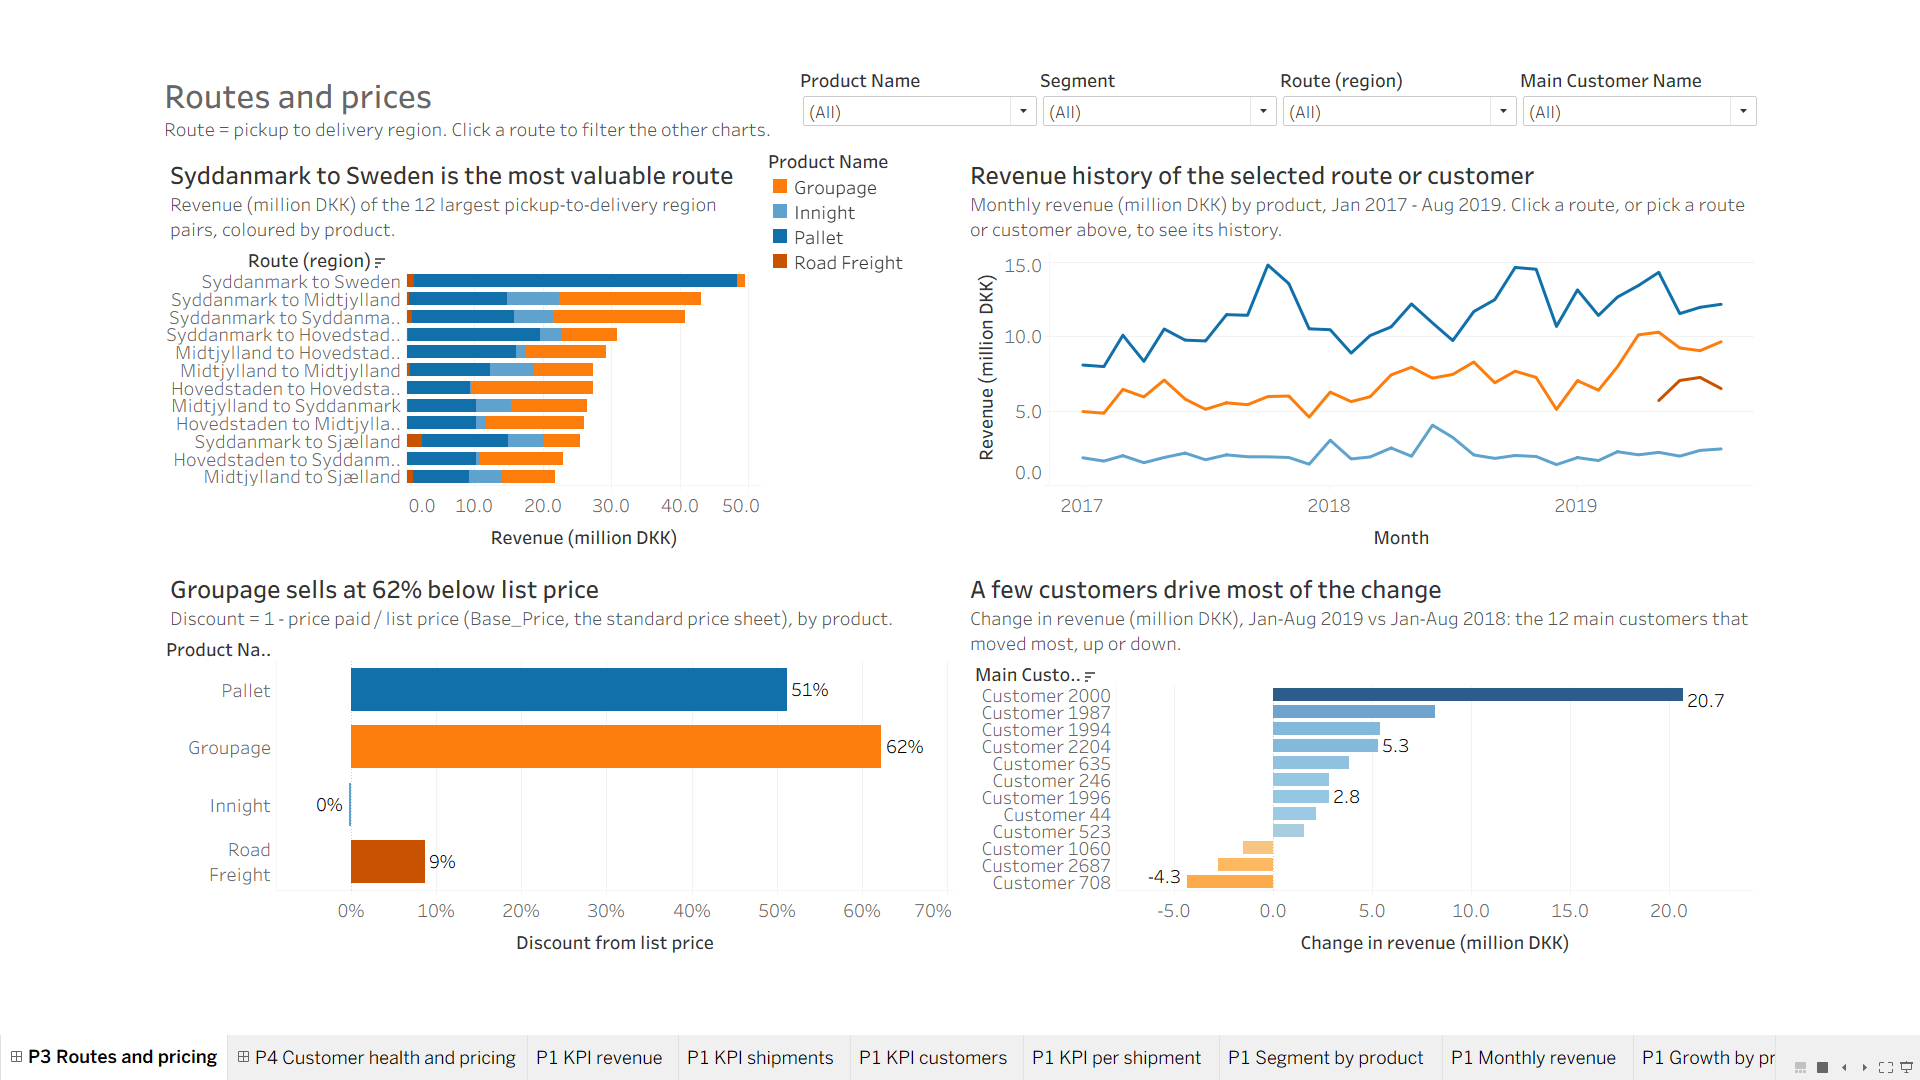 Routes and prices
Route = pickup to delivery region. Click a route to filter the other charts.
Product Name
Segment
Route (region)
Main Customer Name
(All)
(All)
(All)
(All)
Syddanmark to Sweden is the most valuable route
Revenue (million DKK) of the 12 largest pickup-to-delivery region
pairs, coloured by product.
Product Name
Groupage
Innight
Pallet
Road Freight
Route (region)
Syddanmark to Sweden
Syddanmark to Midtjylland
Syddanmark to Syddanma..
Syddanmark to Hovedstad..
Midtjylland to Hovedstad..
Midtjylland to Midtjylland
Hovedstaden to Hovedsta..
Midtjylland to Syddanmark
Hovedstaden to Midtjylla..
Syddanmark to Sjælland
Hovedstaden to Syddanm..
Midtjylland to Sjælland
0.0 10.0 20.0 30.0 40.0 50.0
Revenue (million DKK)
Revenue history of the selected route or customer
Monthly revenue (million DKK) by product, Jan 2017 - Aug 2019. Click a route, or pick a route
or customer above, to see its history.
Revenue (million DKK)
15.0
10.0
5.0
0.0
2017 2018 2019
Month
Groupage sells at 62% below list price
Discount = 1 - price paid / list price (Base_Price, the standard price sheet), by product.
Product Na..
Pallet
51%
Groupage
62%
Innight
0%
Road
Freight
9%
0% 10% 20% 30% 40% 50% 60% 70%
Discount from list price
A few customers drive most of the change
Change in revenue (million DKK), Jan-Aug 2019 vs Jan-Aug 2018: the 12 main customers that
moved most, up or down.
Main Custo..
Customer 2000
20.7
Customer 1987
Customer 1994
Customer 2204
5.3
Customer 635
Customer 246
Customer 1996
2.8
Customer 44
Customer 523
Customer 1060
Customer 2687
Customer 708
-4.3
-5.0 0.0 5.0 10.0 15.0 20.0
Change in revenue (million DKK)
P3 Routes and pricing
P4 Customer health and pricing
P1 KPI revenue
P1 KPI shipments
P1 KPI customers
P1 KPI per shipment
P1 Segment by product
P1 Monthly revenue
P1 Growth by pr